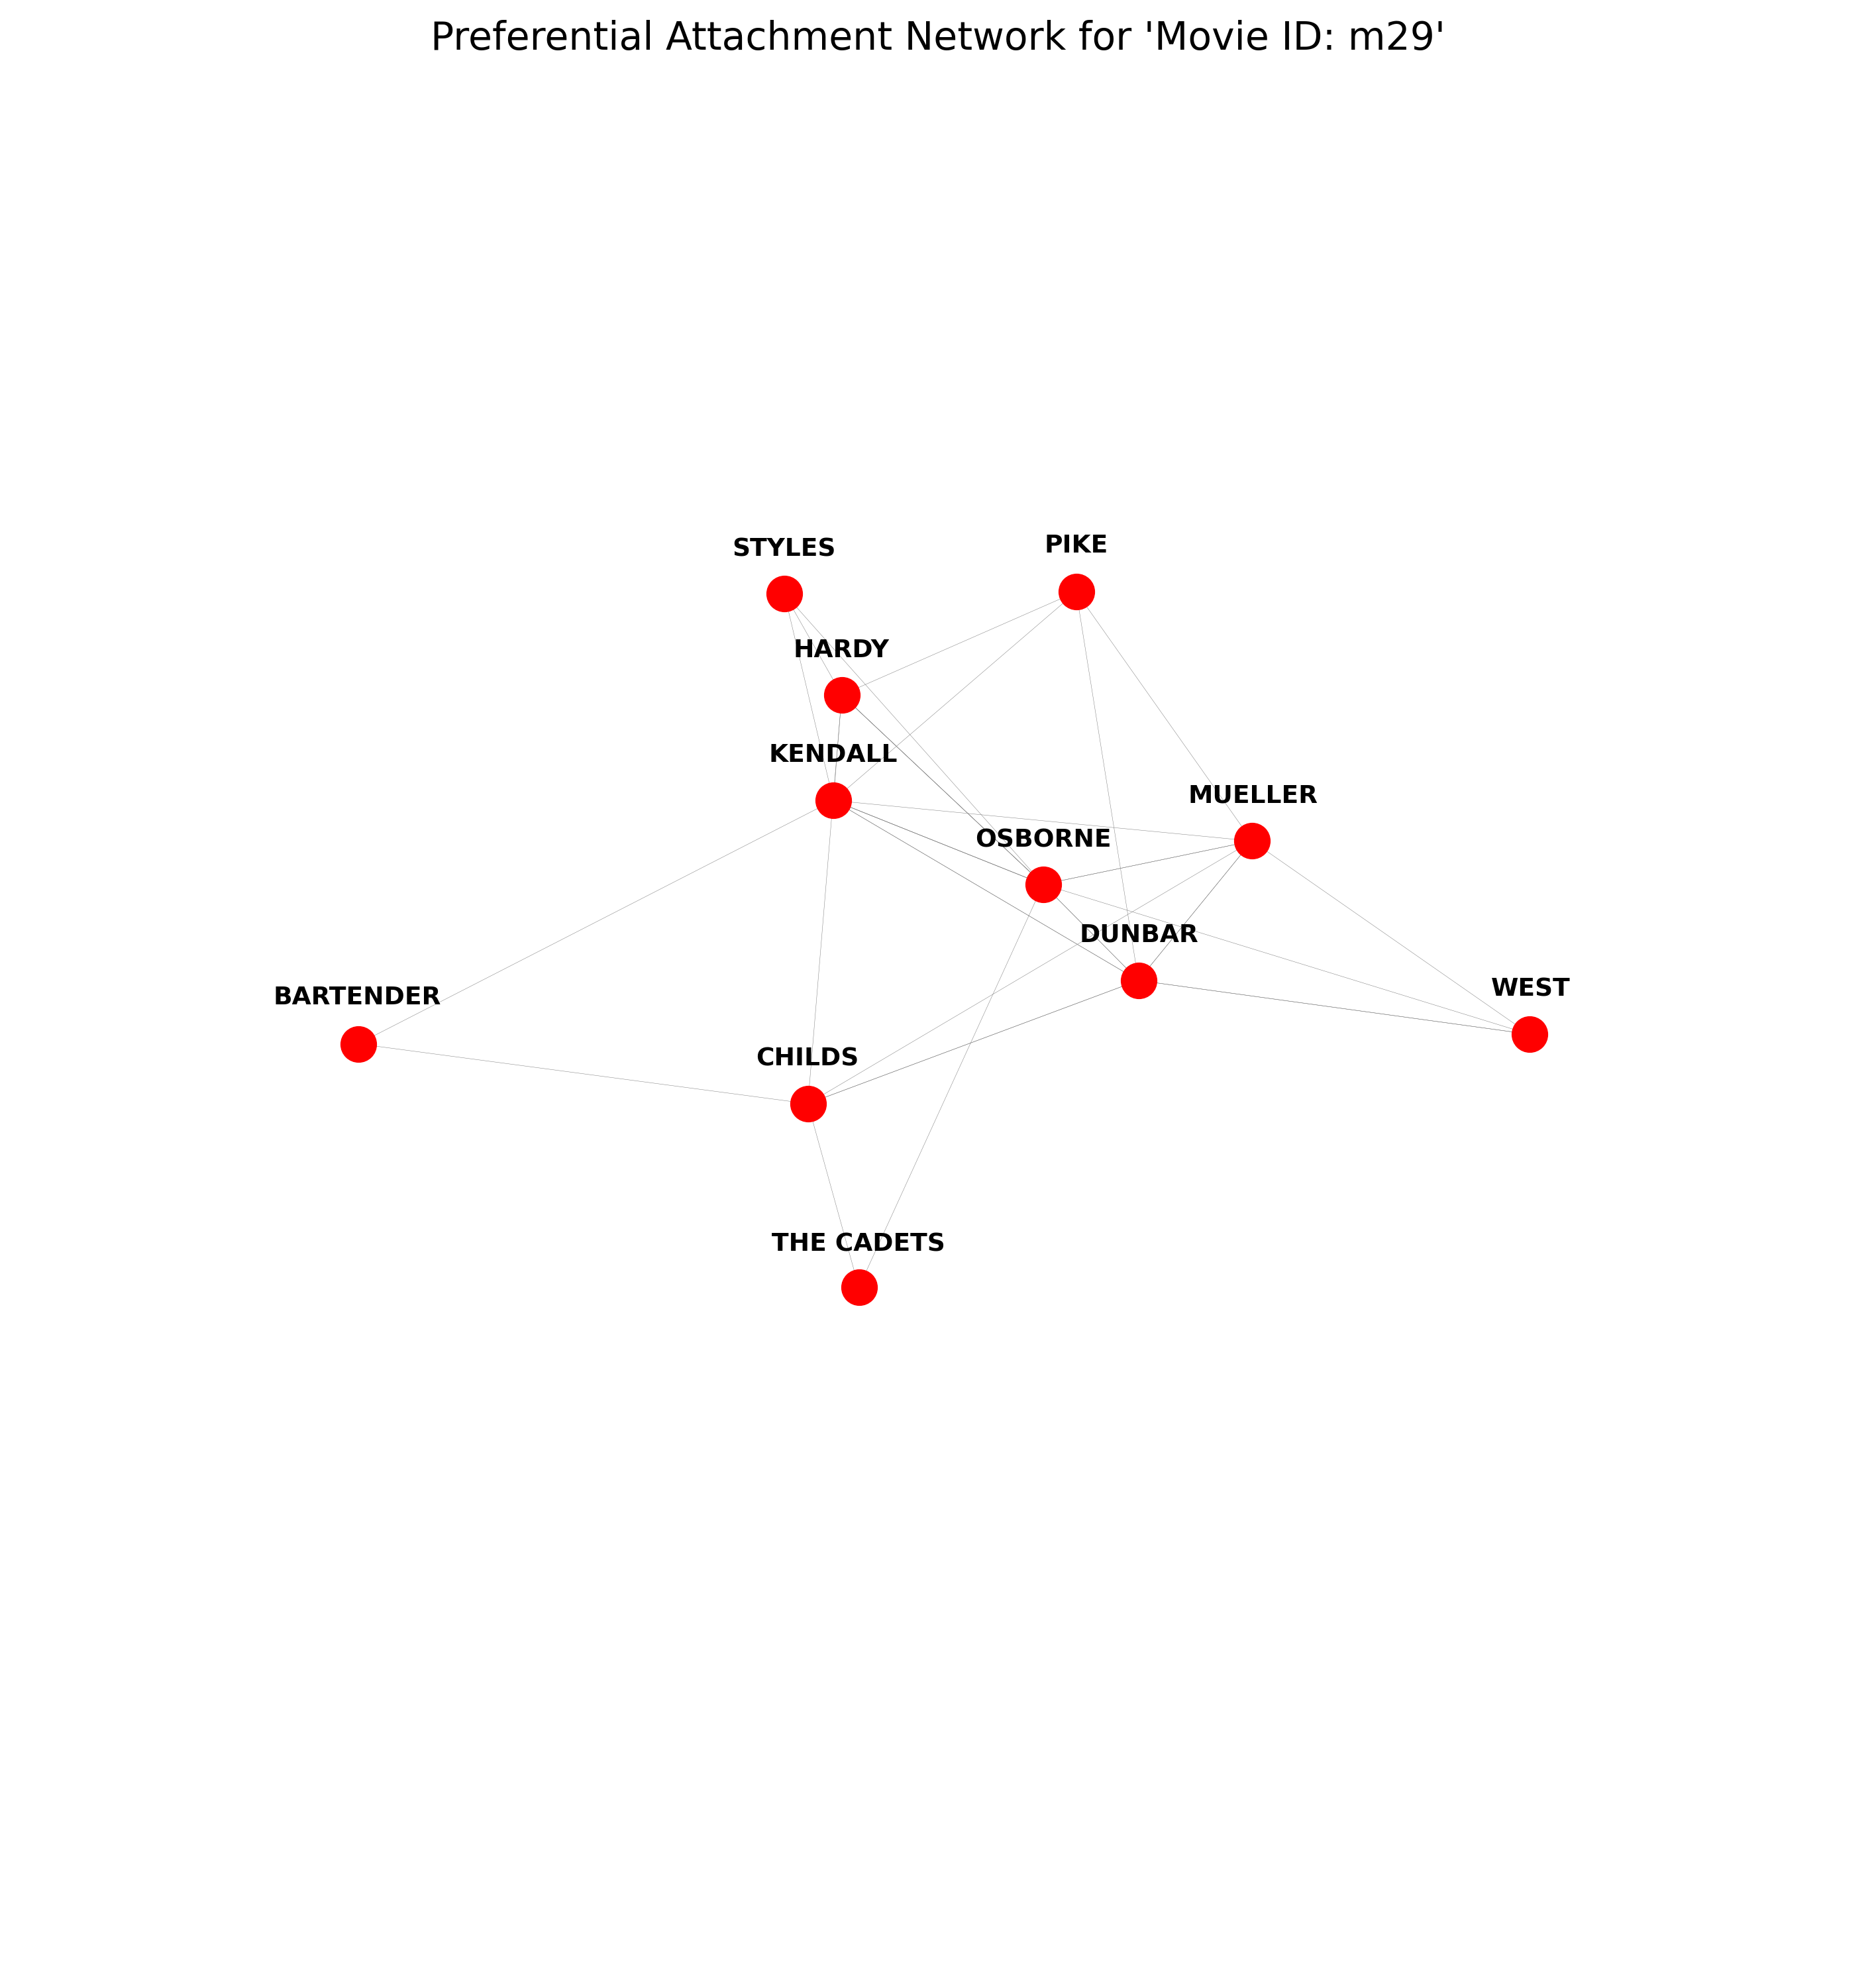 Preferential Attachment Network for 'Movie ID: m29'
STYLES
PIKE
HARDY
KENDALL
MUELLER
OSBORNE
DUNBAR
WEST
BARTENDER
CHILDS
THE CADETS